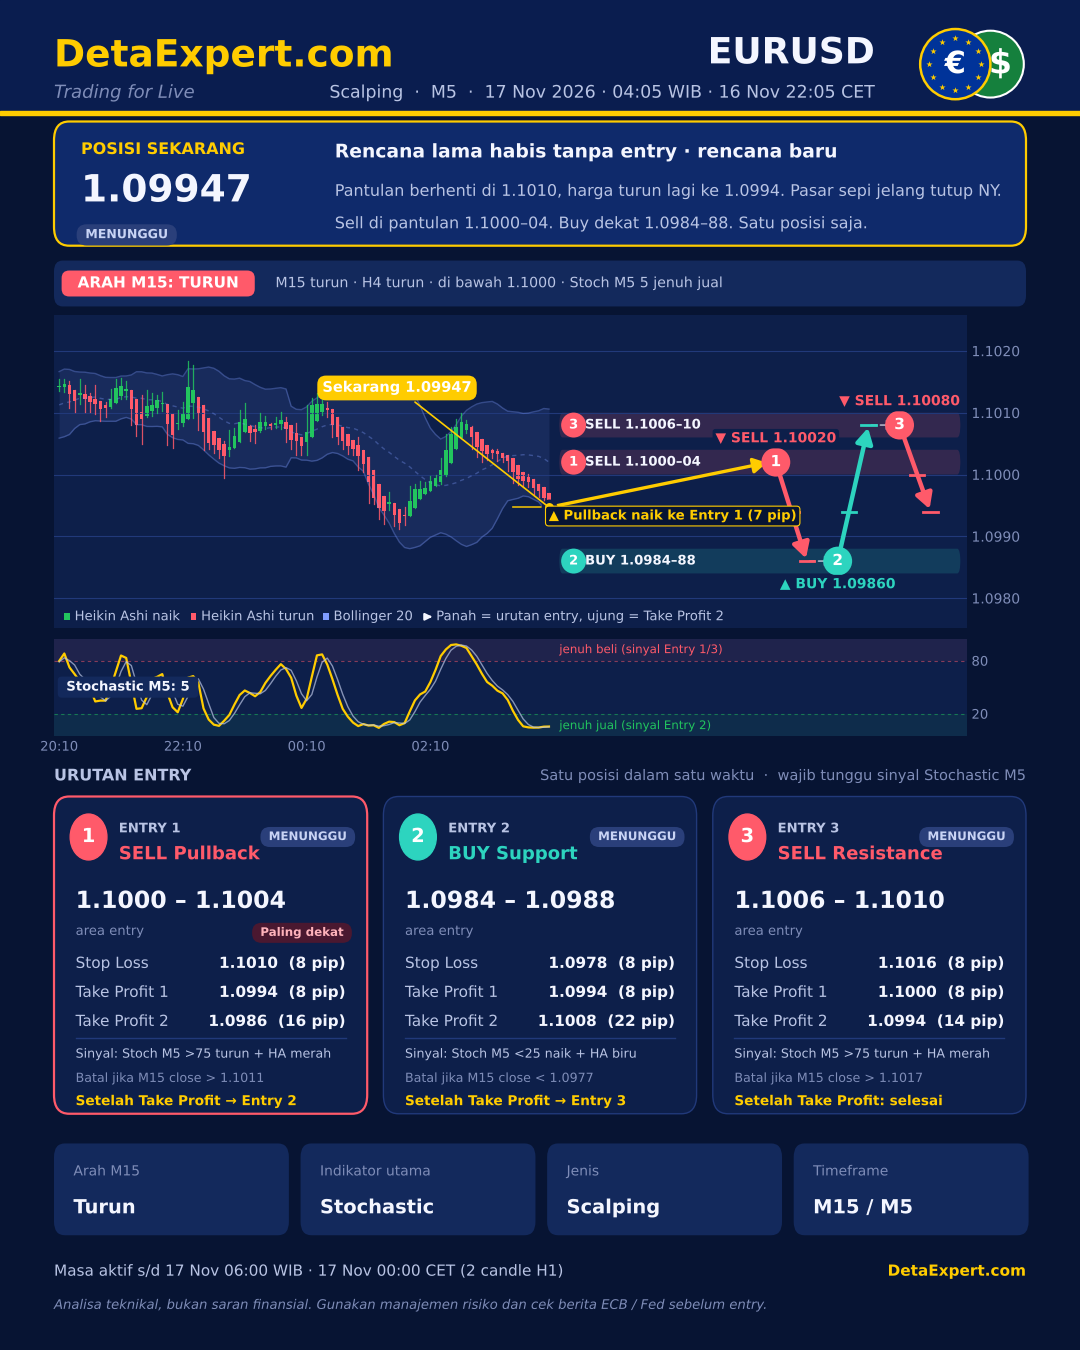 DetaExpert.com
EURUSD
€ $
Trading for Live
Scalping · M5 · 17 Nov 2026 · 04:05 WIB · 16 Nov 22:05 CET
POSISI SEKARANG
1.09947
MENUNGGU
Rencana lama habis tanpa entry · rencana baru
Pantulan berhenti di 1.1010, harga turun lagi ke 1.0994. Pasar sepi jelang tutup NY.
Sell di pantulan 1.1000–04. Buy dekat 1.0984–88. Satu posisi saja.
ARAH M15: TURUN
M15 turun · H4 turun · di bawah 1.1000 · Stoch M5 5 jenuh jual
1.1020
Sekarang 1.09947
▼ SELL 1.10080
1.1010
3 SELL 1.1006–10
3
▼ SELL 1.10020
1 SELL 1.1000–04
1
1.1000
▲ Pullback naik ke Entry 1 (7 pip)
1.0990
2 BUY 1.0984–88
2
▲ BUY 1.09860
1.0980
Heikin Ashi naik
Heikin Ashi turun
Bollinger 20
Panah = urutan entry, ujung = Take Profit 2
jenuh beli (sinyal Entry 1/3)
80
Stochastic M5: 5
20
jenuh jual (sinyal Entry 2)
20:10
22:10
00:10
02:10
URUTAN ENTRY
Satu posisi dalam satu waktu · wajib tunggu sinyal Stochastic M5
1
ENTRY 1
MENUNGGU
SELL Pullback
1.1000 – 1.1004
area entry
Paling dekat
Stop Loss 1.1010 (8 pip)
Take Profit 1 1.0994 (8 pip)
Take Profit 2 1.0986 (16 pip)
Sinyal: Stoch M5 >75 turun + HA merah
Batal jika M15 close > 1.1011
Setelah Take Profit → Entry 2
2
ENTRY 2
MENUNGGU
BUY Support
1.0984 – 1.0988
area entry
Stop Loss 1.0978 (8 pip)
Take Profit 1 1.0994 (8 pip)
Take Profit 2 1.1008 (22 pip)
Sinyal: Stoch M5 <25 naik + HA biru
Batal jika M15 close < 1.0977
Setelah Take Profit → Entry 3
3
ENTRY 3
MENUNGGU
SELL Resistance
1.1006 – 1.1010
area entry
Stop Loss 1.1016 (8 pip)
Take Profit 1 1.1000 (8 pip)
Take Profit 2 1.0994 (14 pip)
Sinyal: Stoch M5 >75 turun + HA merah
Batal jika M15 close > 1.1017
Setelah Take Profit: selesai
Arah M15
Turun
Indikator utama
Stochastic
Jenis
Scalping
Timeframe
M15 / M5
Masa aktif s/d 17 Nov 06:00 WIB · 17 Nov 00:00 CET (2 candle H1)
DetaExpert.com
Analisa teknikal, bukan saran finansial. Gunakan manajemen risiko dan cek berita ECB / Fed sebelum entry.